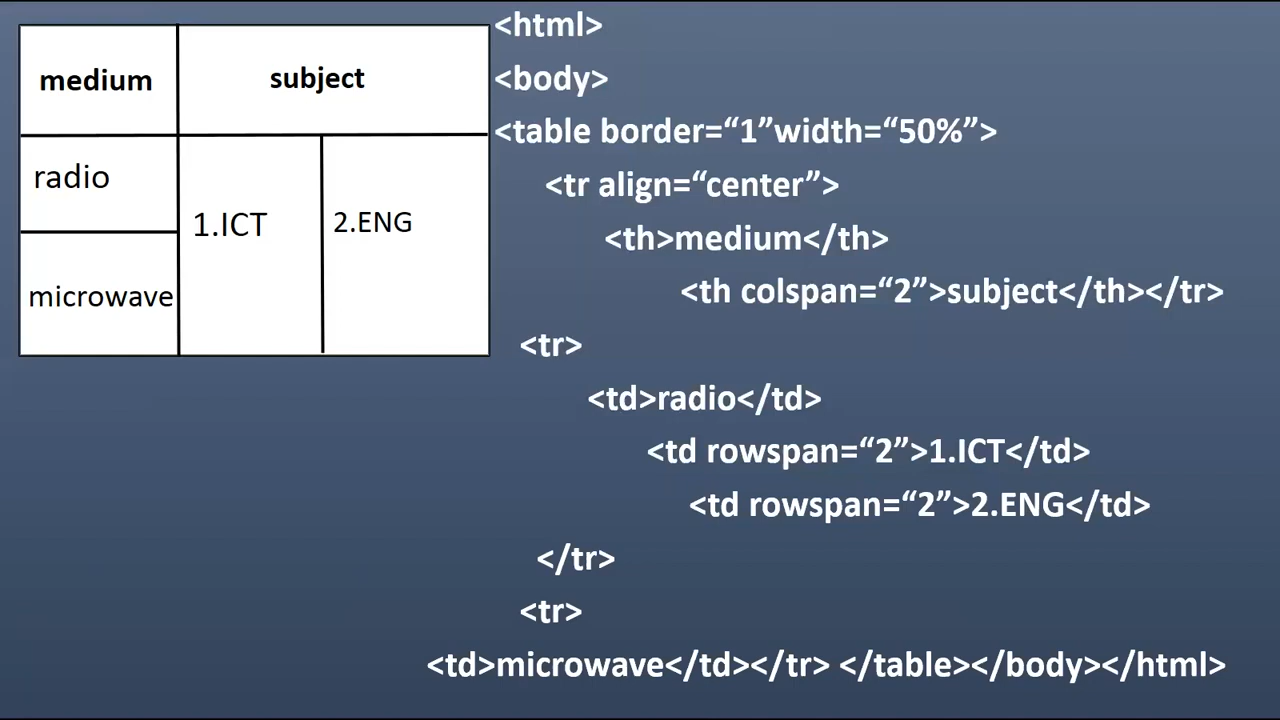 medium subject
radio
1.ICT 2.ENG
microwave
<html>
<body>
<table border=“1”width=“50%”>
<tr align=“center”>
<th>medium</th>
<th colspan=“2”>subject</th></tr>
<tr>
<td>radio</td>
<td rowspan=“2”>1.ICT</td>
<td rowspan=“2”>2.ENG</td>
</tr>
<tr>
<td>microwave</td></tr> </table></body></html>